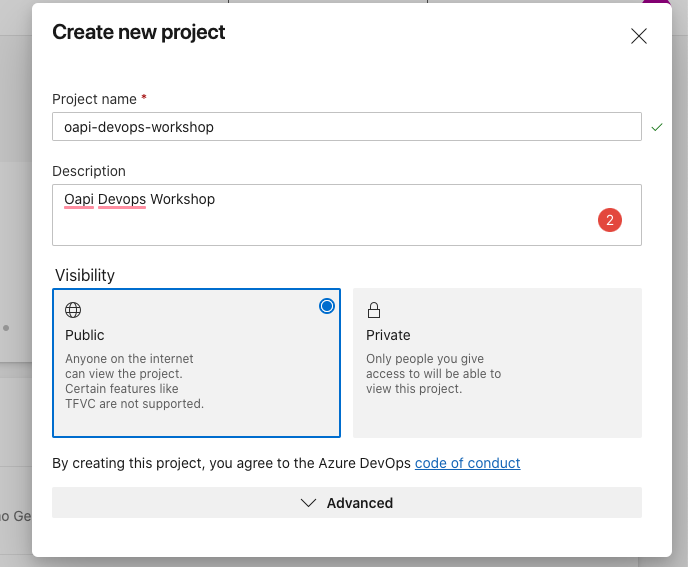 Create new project
Project name *
oapi-devops-workshop
Description
Oapi Devops Workshop
2
Visibility
Public
Anyone on the internet
can view the project.
Certain features like
TFVC are not supported.
Private
Only people you give
access to will be able to
view this project.
By creating this project, you agree to the Azure DevOps code of conduct
Advanced